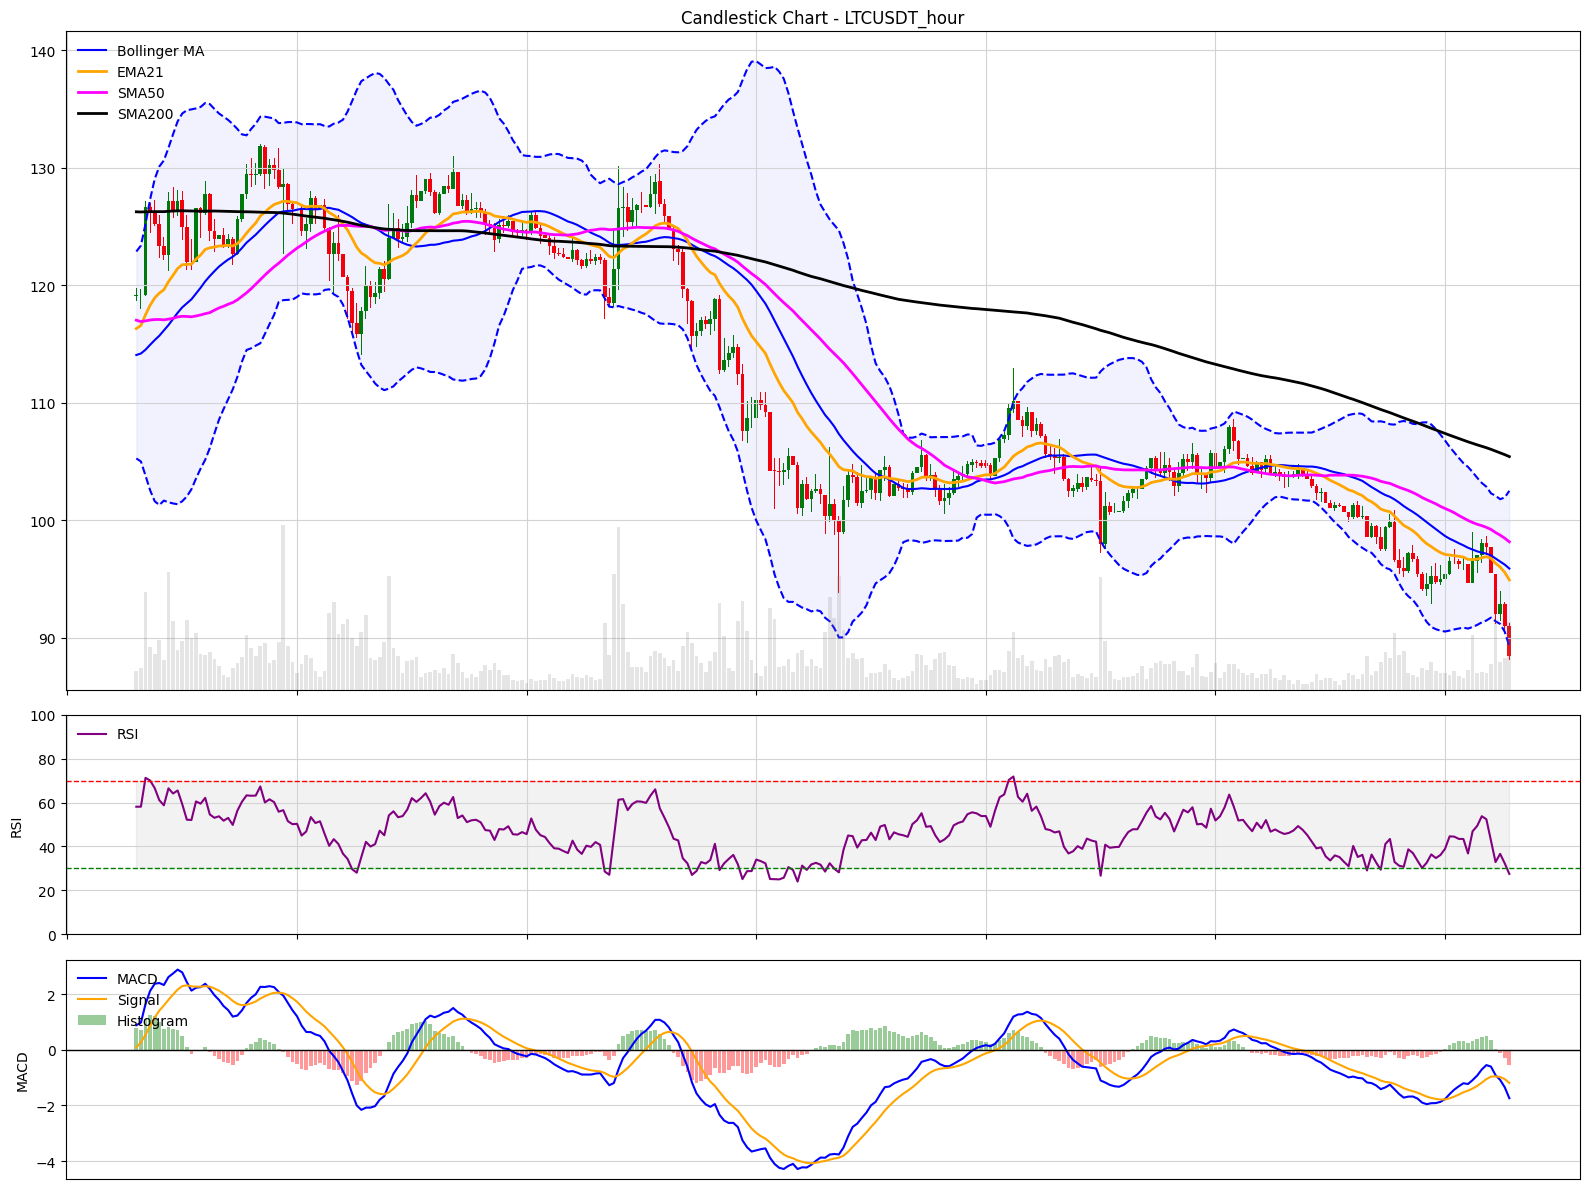 Candlestick Chart - LTCUSDT_hour
Bollinger MA
EMA21
SMA50
SMA200
140
130
120
110
100
90
RSI
100
80
60
40
20
0
RSI
MACD
Signal
Histogram
2
0
−2
−4
MACD